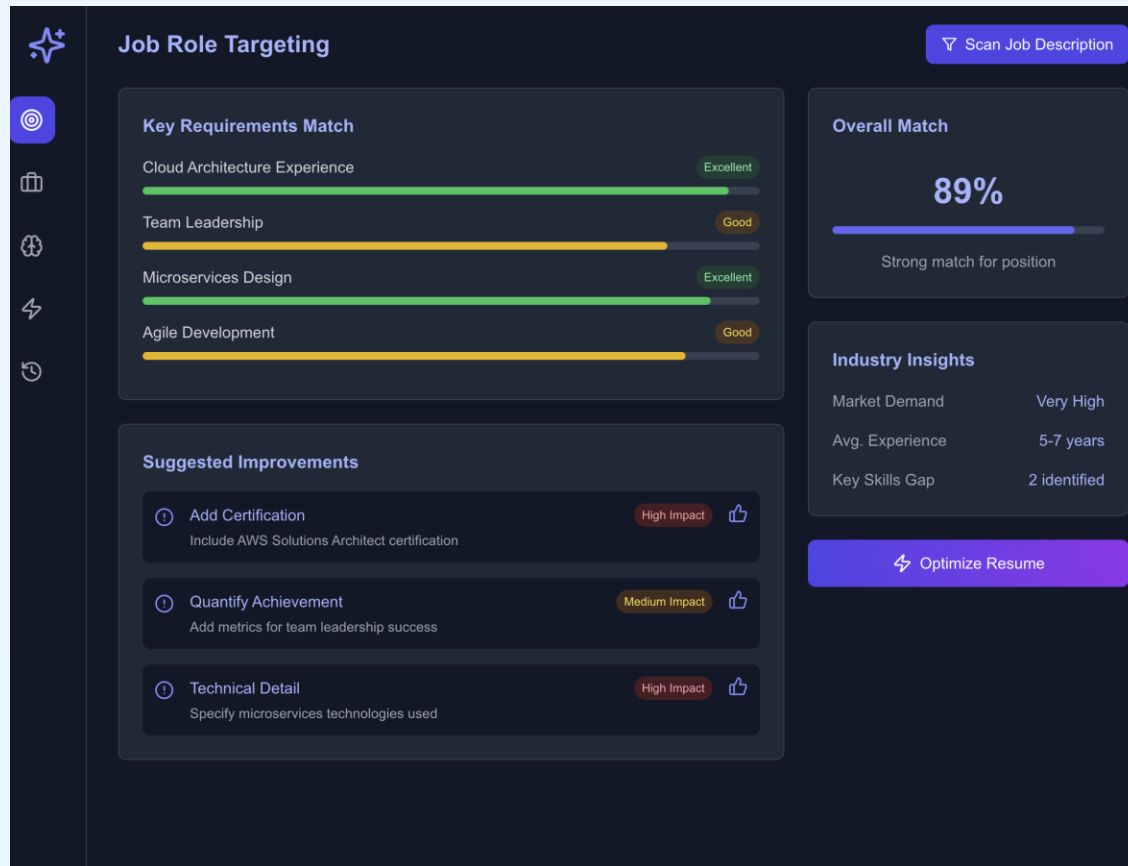 Job Role Targeting
Scan Job Description
Key Requirements Match
Cloud Architecture Experience
Excellent
Team Leadership
Good
Microservices Design
Excellent
Agile Development
Good
Suggested Improvements
Add Certification
High Impact
Include AWS Solutions Architect certification
Quantify Achievement
Medium Impact
Add metrics for team leadership success
Technical Detail
High Impact
Specify microservices technologies used
Overall Match
89%
Strong match for position
Industry Insights
Market Demand
Very High
Avg. Experience
5-7 years
Key Skills Gap
2 identified
Optimize Resume